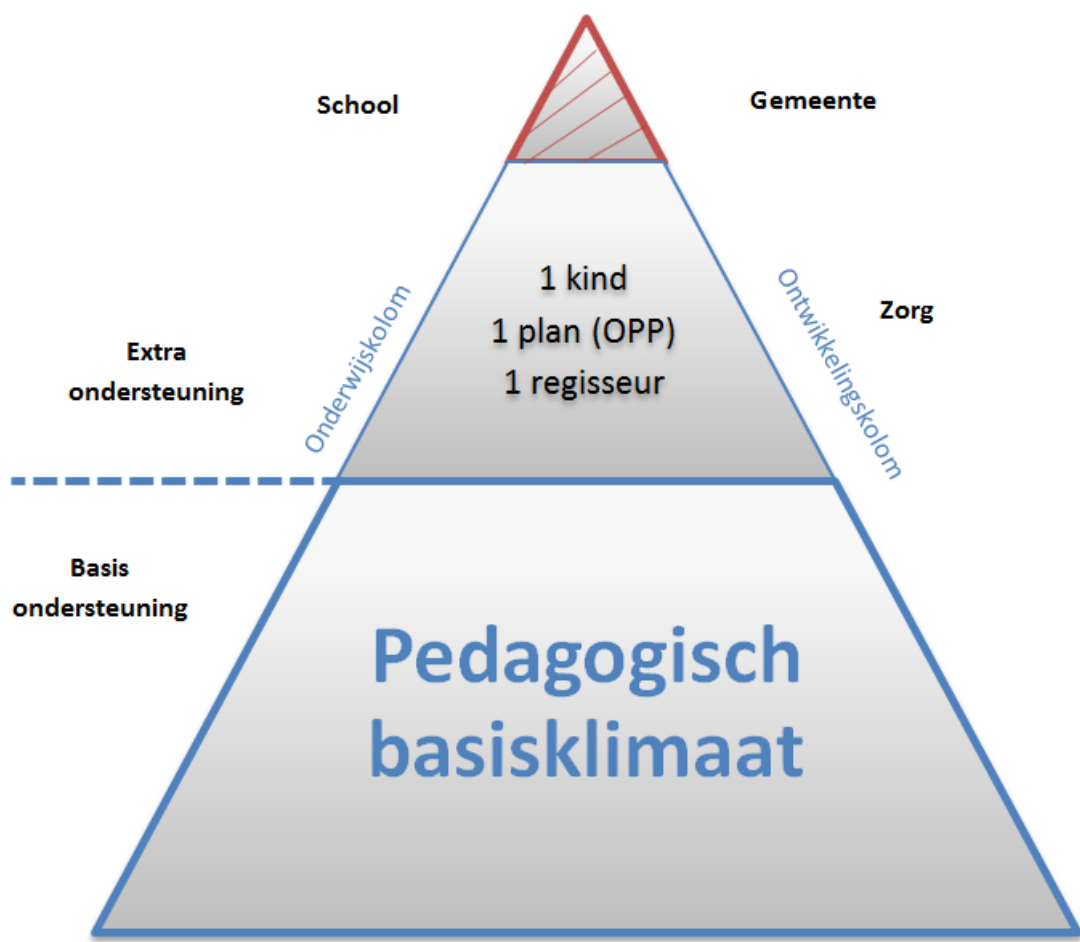 School
Gemeente
1 kind
1 plan (OPP)
1 regisseur
Onderwijskolom
Ontwikkelingskolom
Zorg
Extra
ondersteuning
Basis
ondersteuning
Pedagogisch
basisklimaat